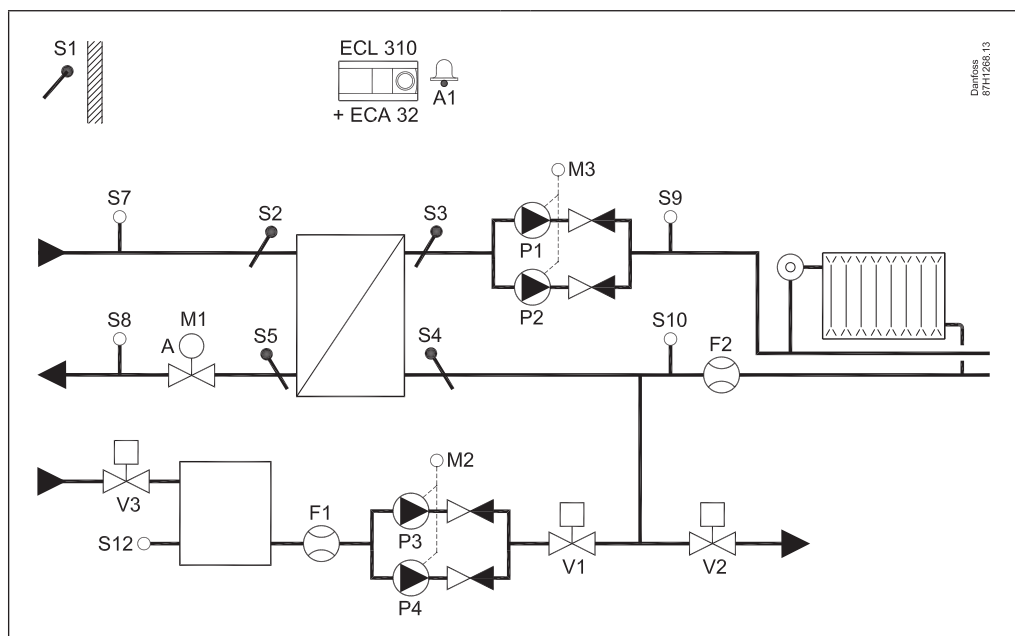 S1
ECL 310
A1
+ ECA 32
Danfoss
87H1268.13
M3
S7
S2
S3
P1
S9
P2
S8
M1
A
S5
S4
S10
F2
M2
V3
S12
F1
P3
P4
V1
V2